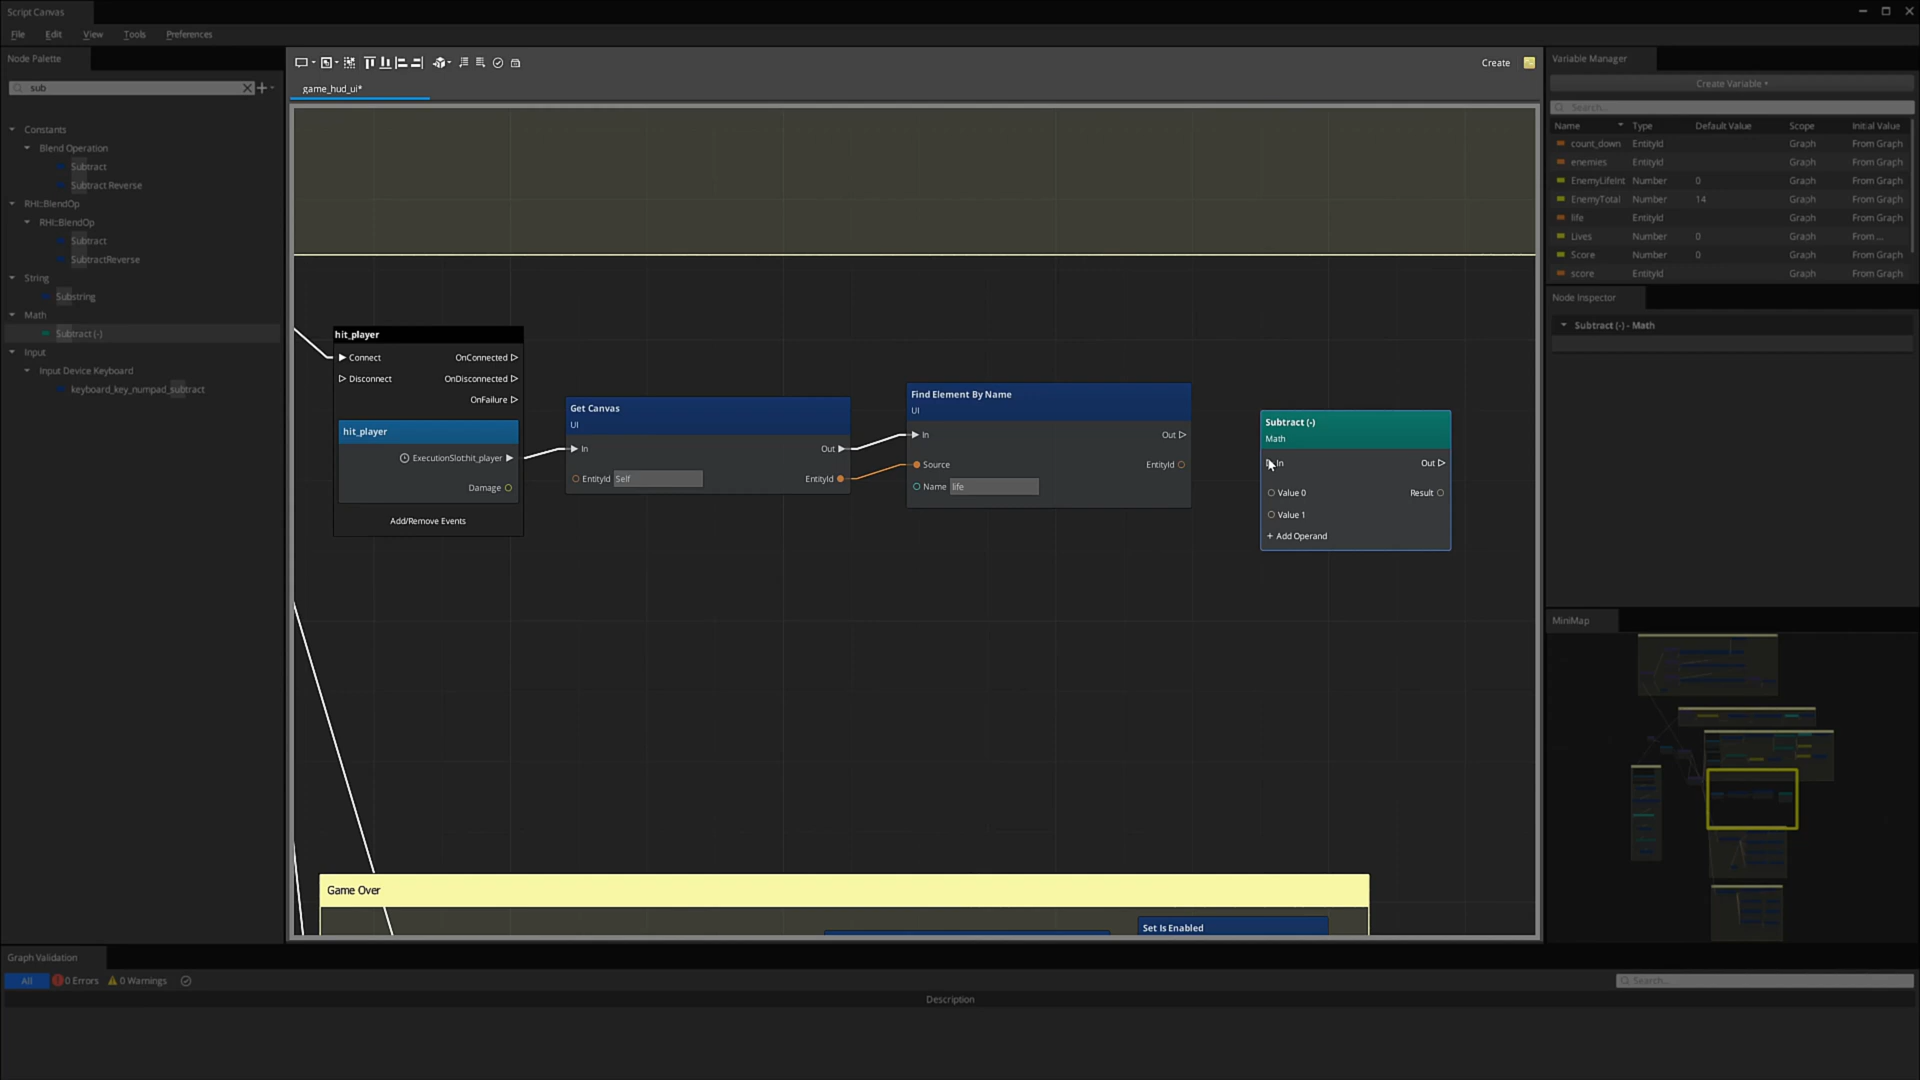 Script Canvas
File Edit View Tools Preferences
Node Palette
sub
Constants
Blend Operation
Subtract
Subtract Reverse
RHI::BlendOp
RHI::BlendOp
Subtract
SubtractReverse
String
Substring
Math
Subtract (-)
Input
Input Device Keyboard
keyboard_key_numpad_subtract
Create
game_hud_ui*
hit_player
Connect OnConnected
Disconnect OnDisconnected
OnFailure
hit_player
ExecutionSlot:hit_player
Damage
Add/Remove Events
Get Canvas
UI
In Out
EntityId Self EntityId
Find Element By Name
UI
In Out
Source EntityId
Name life
Subtract (-)
Math
In Out
Value 0 Result
Value 1
+ Add Operand
Game Over
Set Is Enabled
Variable Manager
Create Variable
Search...
Name Type Default Value Scope Initial Value
count_down EntityId Graph From Graph
enemies EntityId Graph From Graph
EnemyLifeInt Number 0 Graph From Graph
EnemyTotal Number 14 Graph From Graph
life EntityId Graph From Graph
Lives Number 0 Graph From ...
Score Number 0 Graph From Graph
score EntityId Graph From Graph
Node Inspector
Subtract (-) - Math
MiniMap
Graph Validation
All 0 Errors 0 Warnings
Search...
Description